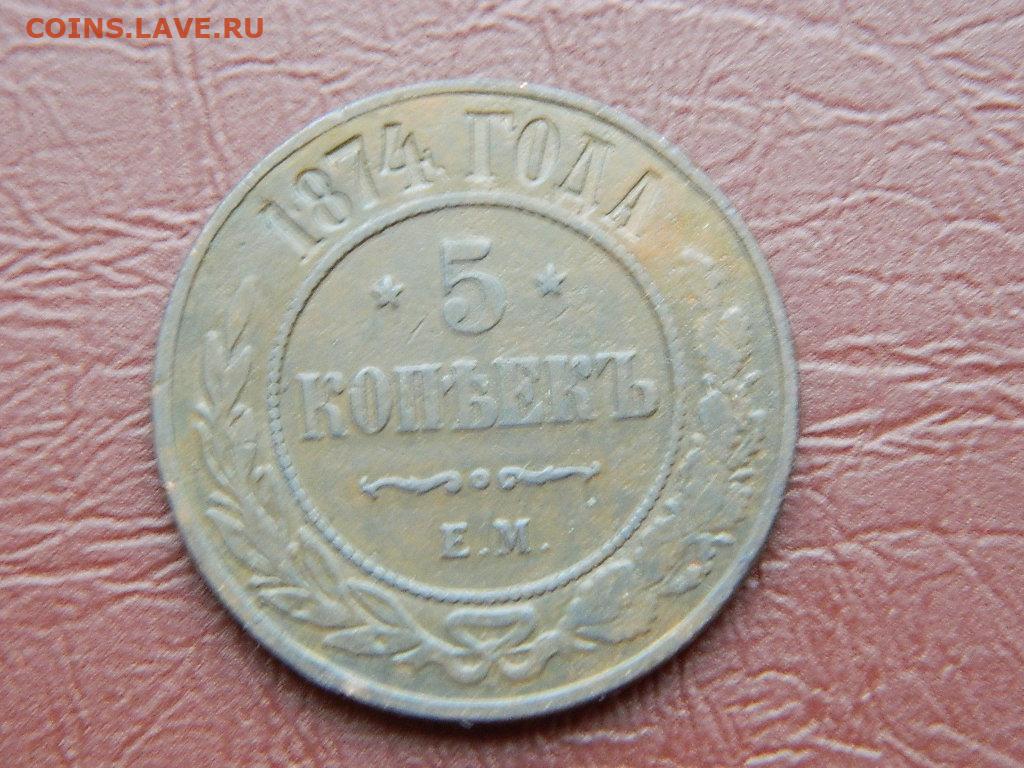 COINS.LAVE.RU
1874 ГОДА
* 5 *
КОПѢЕКЪ
Е.М.